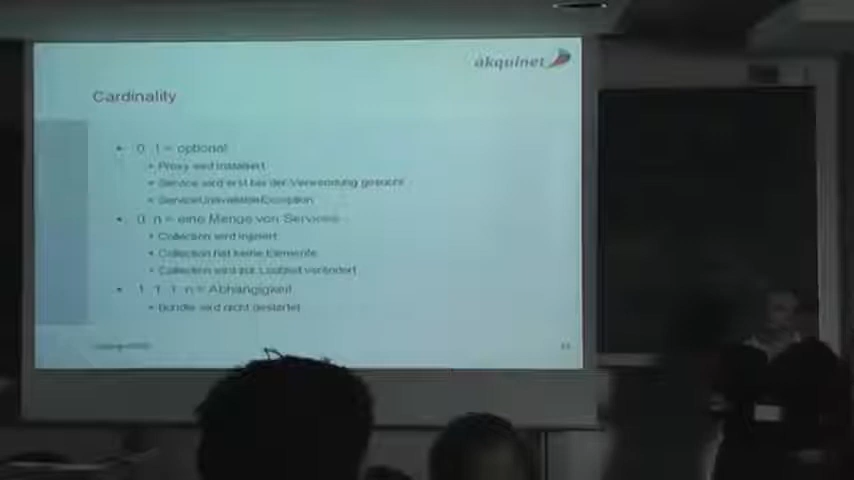 akquinet
Cardinality
0 1 = optional
Proxy wird installiert
Service wird erst bei der Verwendung gesucht
ServiceUnavailableException
0 n = eine Menge von Services
Collection wird injiziert
Collection hat keine Elemente
Collection wird zur Laufzeit verändert
1 1 1 n = Abhängigkeit
Bundle wird nicht gestartet